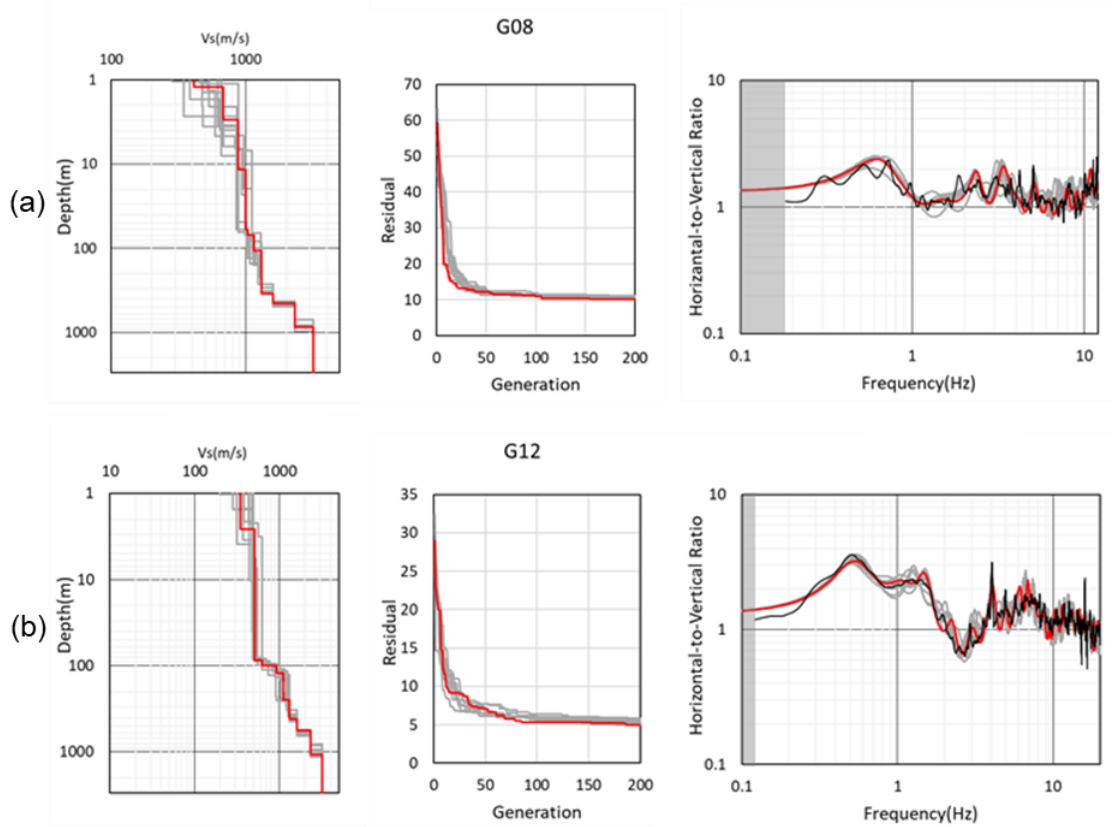 G08
(a)
Vs(m/s)
100 1000
1
10
100
1000
Depth(m)
70
60
50
40
30
20
10
0
Residual
0 50 100 150 200
Generation
10
1
0.1
Horizantal-to-Vertical Ratio
0.1 1 10
Frequency(Hz)
G12
(b)
Vs(m/s)
10 100 1000
1
10
100
1000
Depth(m)
35
30
25
20
15
10
5
0
Residual
0 50 100 150 200
Generation
10
1
0.1
Horizontal-to-Vertical Ratio
0.1 1 10
Frequency(Hz)